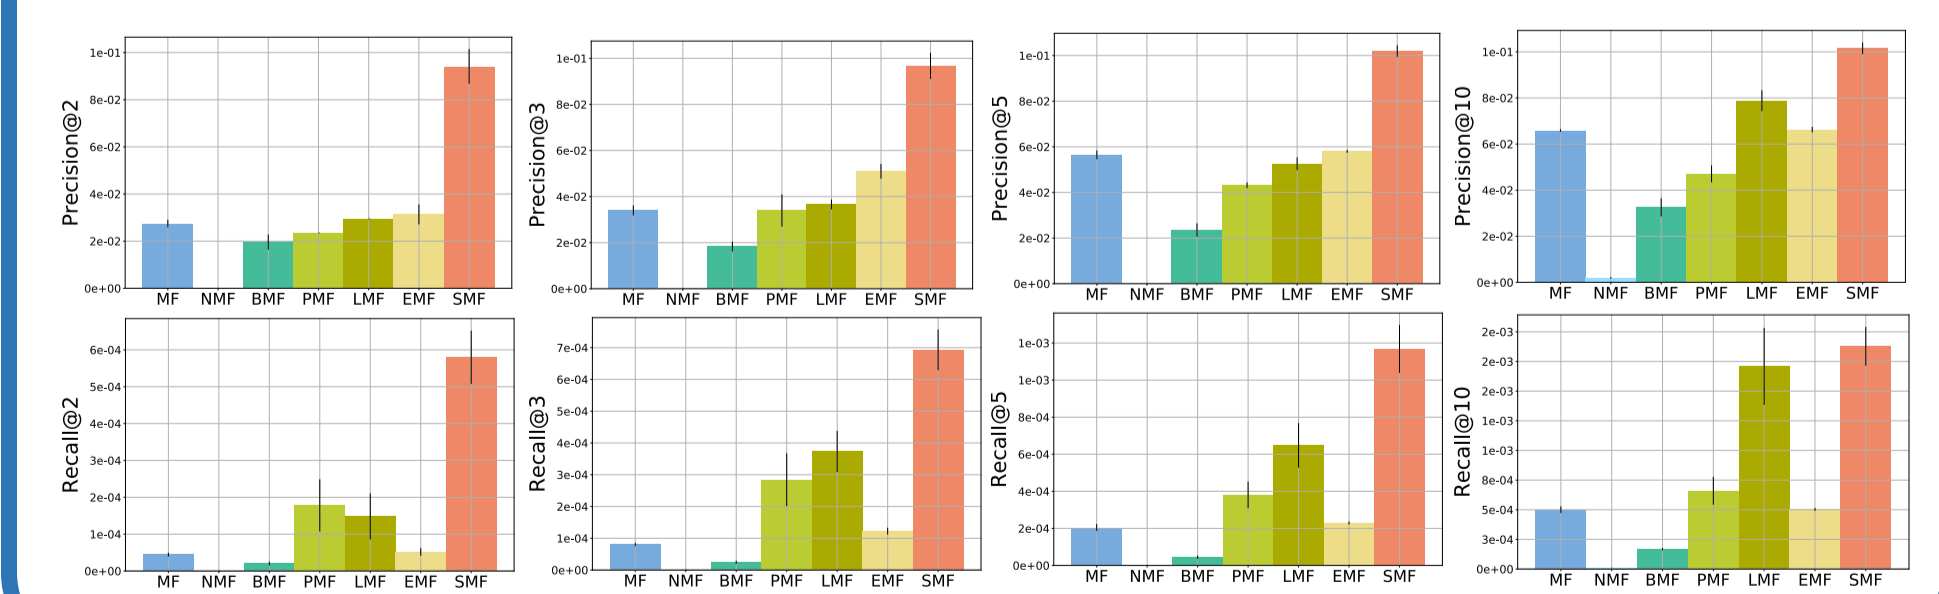 Precision@2
1e-01
8e-02
6e-02
4e-02
2e-02
0e+00
MF NMF BMF PMF LMF EMF SMF
Precision@3
1e-01
8e-02
6e-02
4e-02
2e-02
0e+00
MF NMF BMF PMF LMF EMF SMF
Precision@5
1e-01
8e-02
6e-02
4e-02
2e-02
0e+00
MF NMF BMF PMF LMF EMF SMF
Precision@10
1e-01
8e-02
6e-02
4e-02
2e-02
0e+00
MF NMF BMF PMF LMF EMF SMF
Recall@2
6e-04
5e-04
4e-04
3e-04
2e-04
1e-04
0e+00
MF NMF BMF PMF LMF EMF SMF
Recall@3
7e-04
6e-04
5e-04
4e-04
3e-04
2e-04
1e-04
0e+00
MF NMF BMF PMF LMF EMF SMF
Recall@5
1e-03
1e-03
8e-04
6e-04
4e-04
2e-04
0e+00
MF NMF BMF PMF LMF EMF SMF
Recall@10
2e-03
2e-03
2e-03
1e-03
1e-03
8e-04
5e-04
3e-04
0e+00
MF NMF BMF PMF LMF EMF SMF